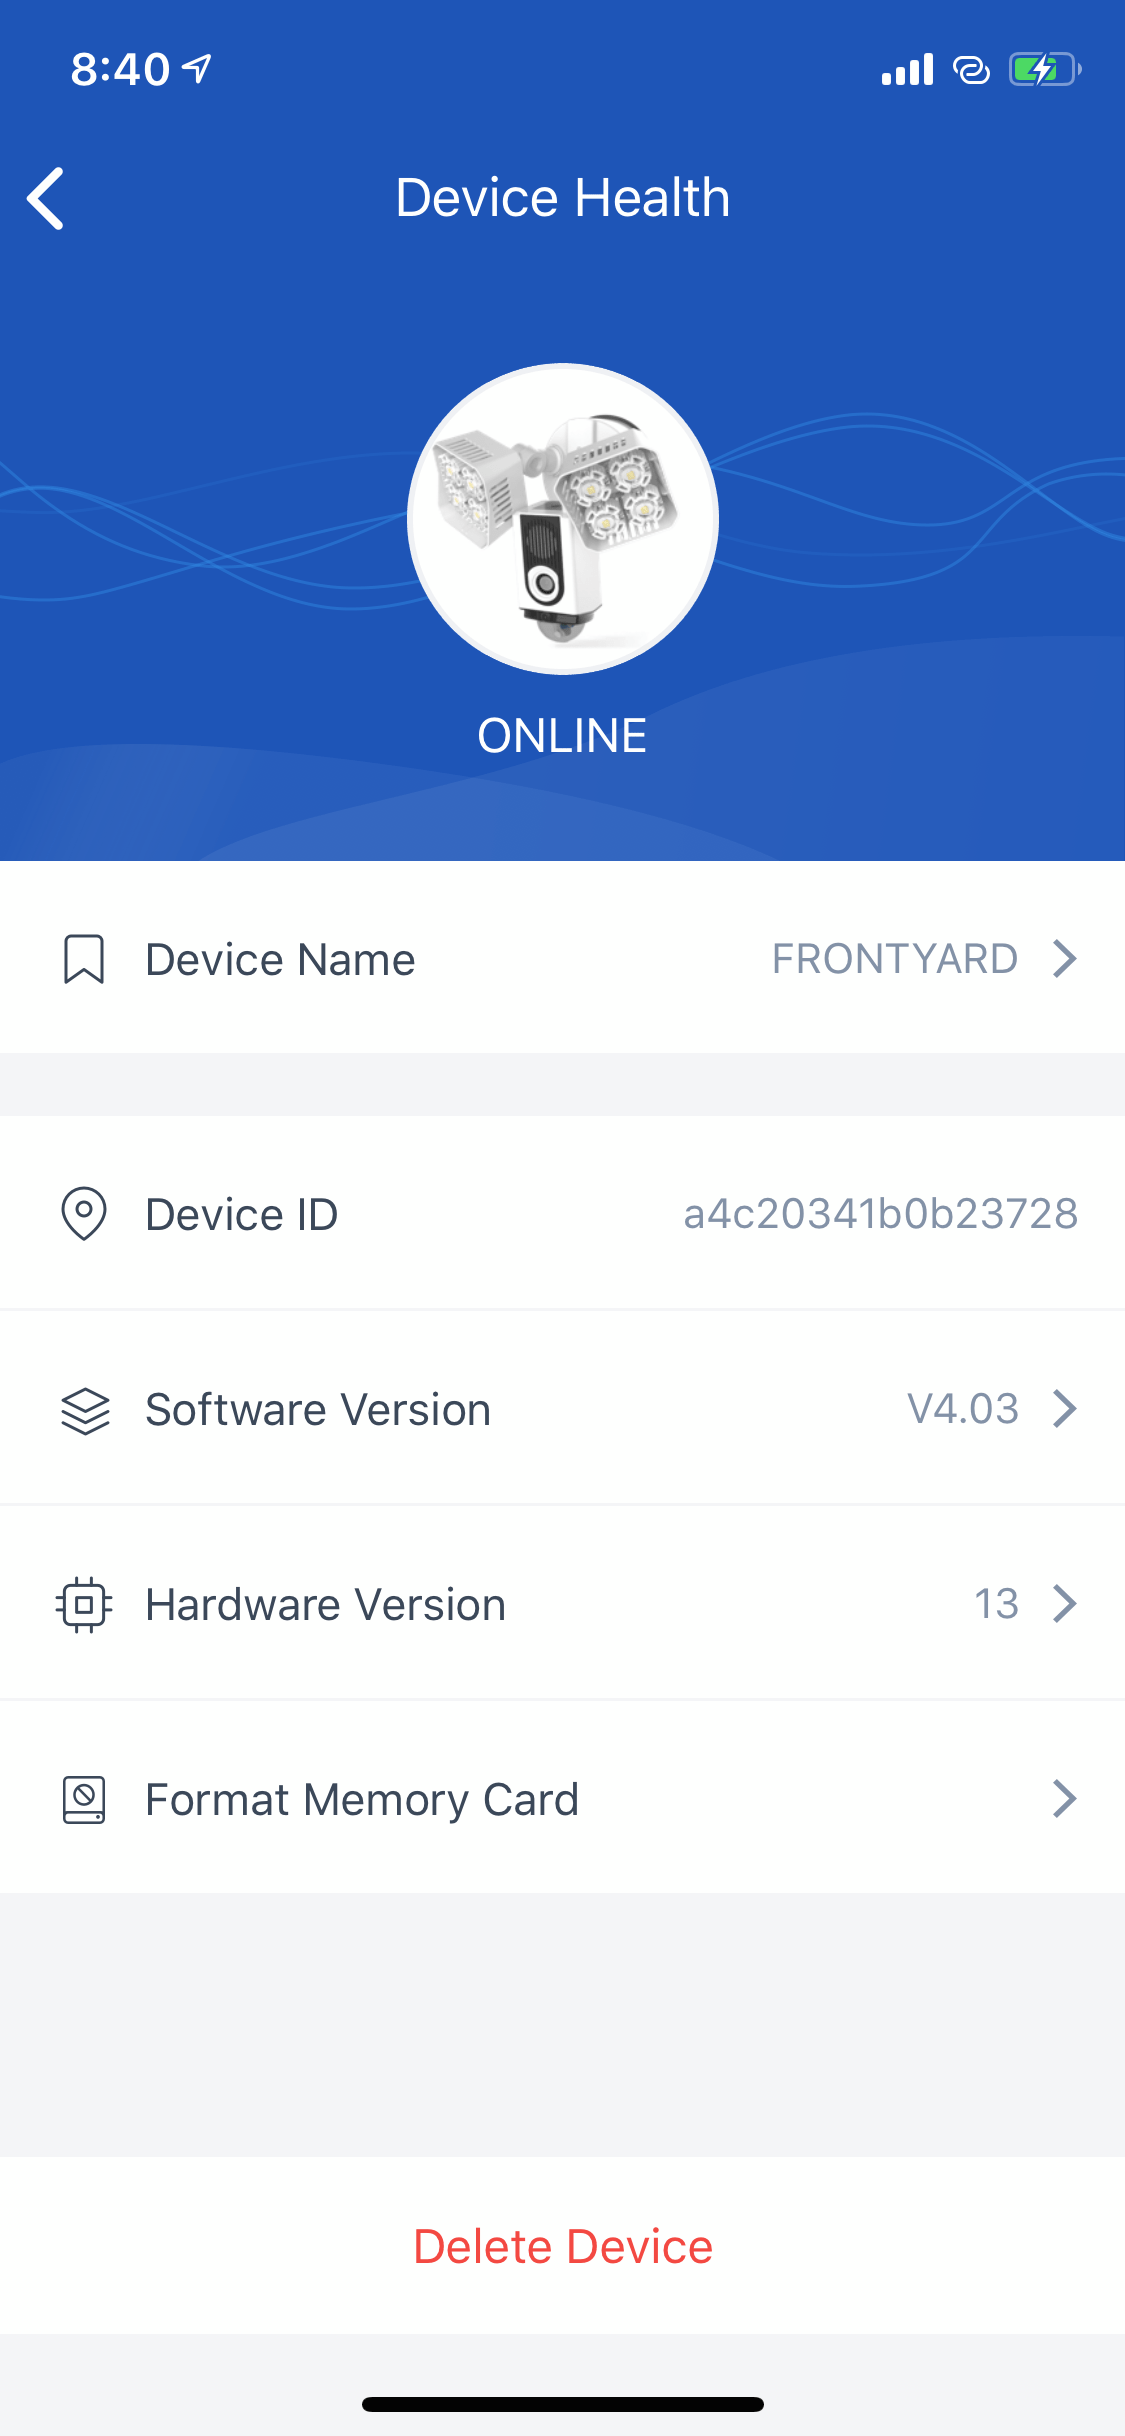 8:40
Device Health
ONLINE
Device Name FRONTYARD
Device ID a4c20341b0b23728
Software Version V4.03
Hardware Version 13
Format Memory Card
Delete Device